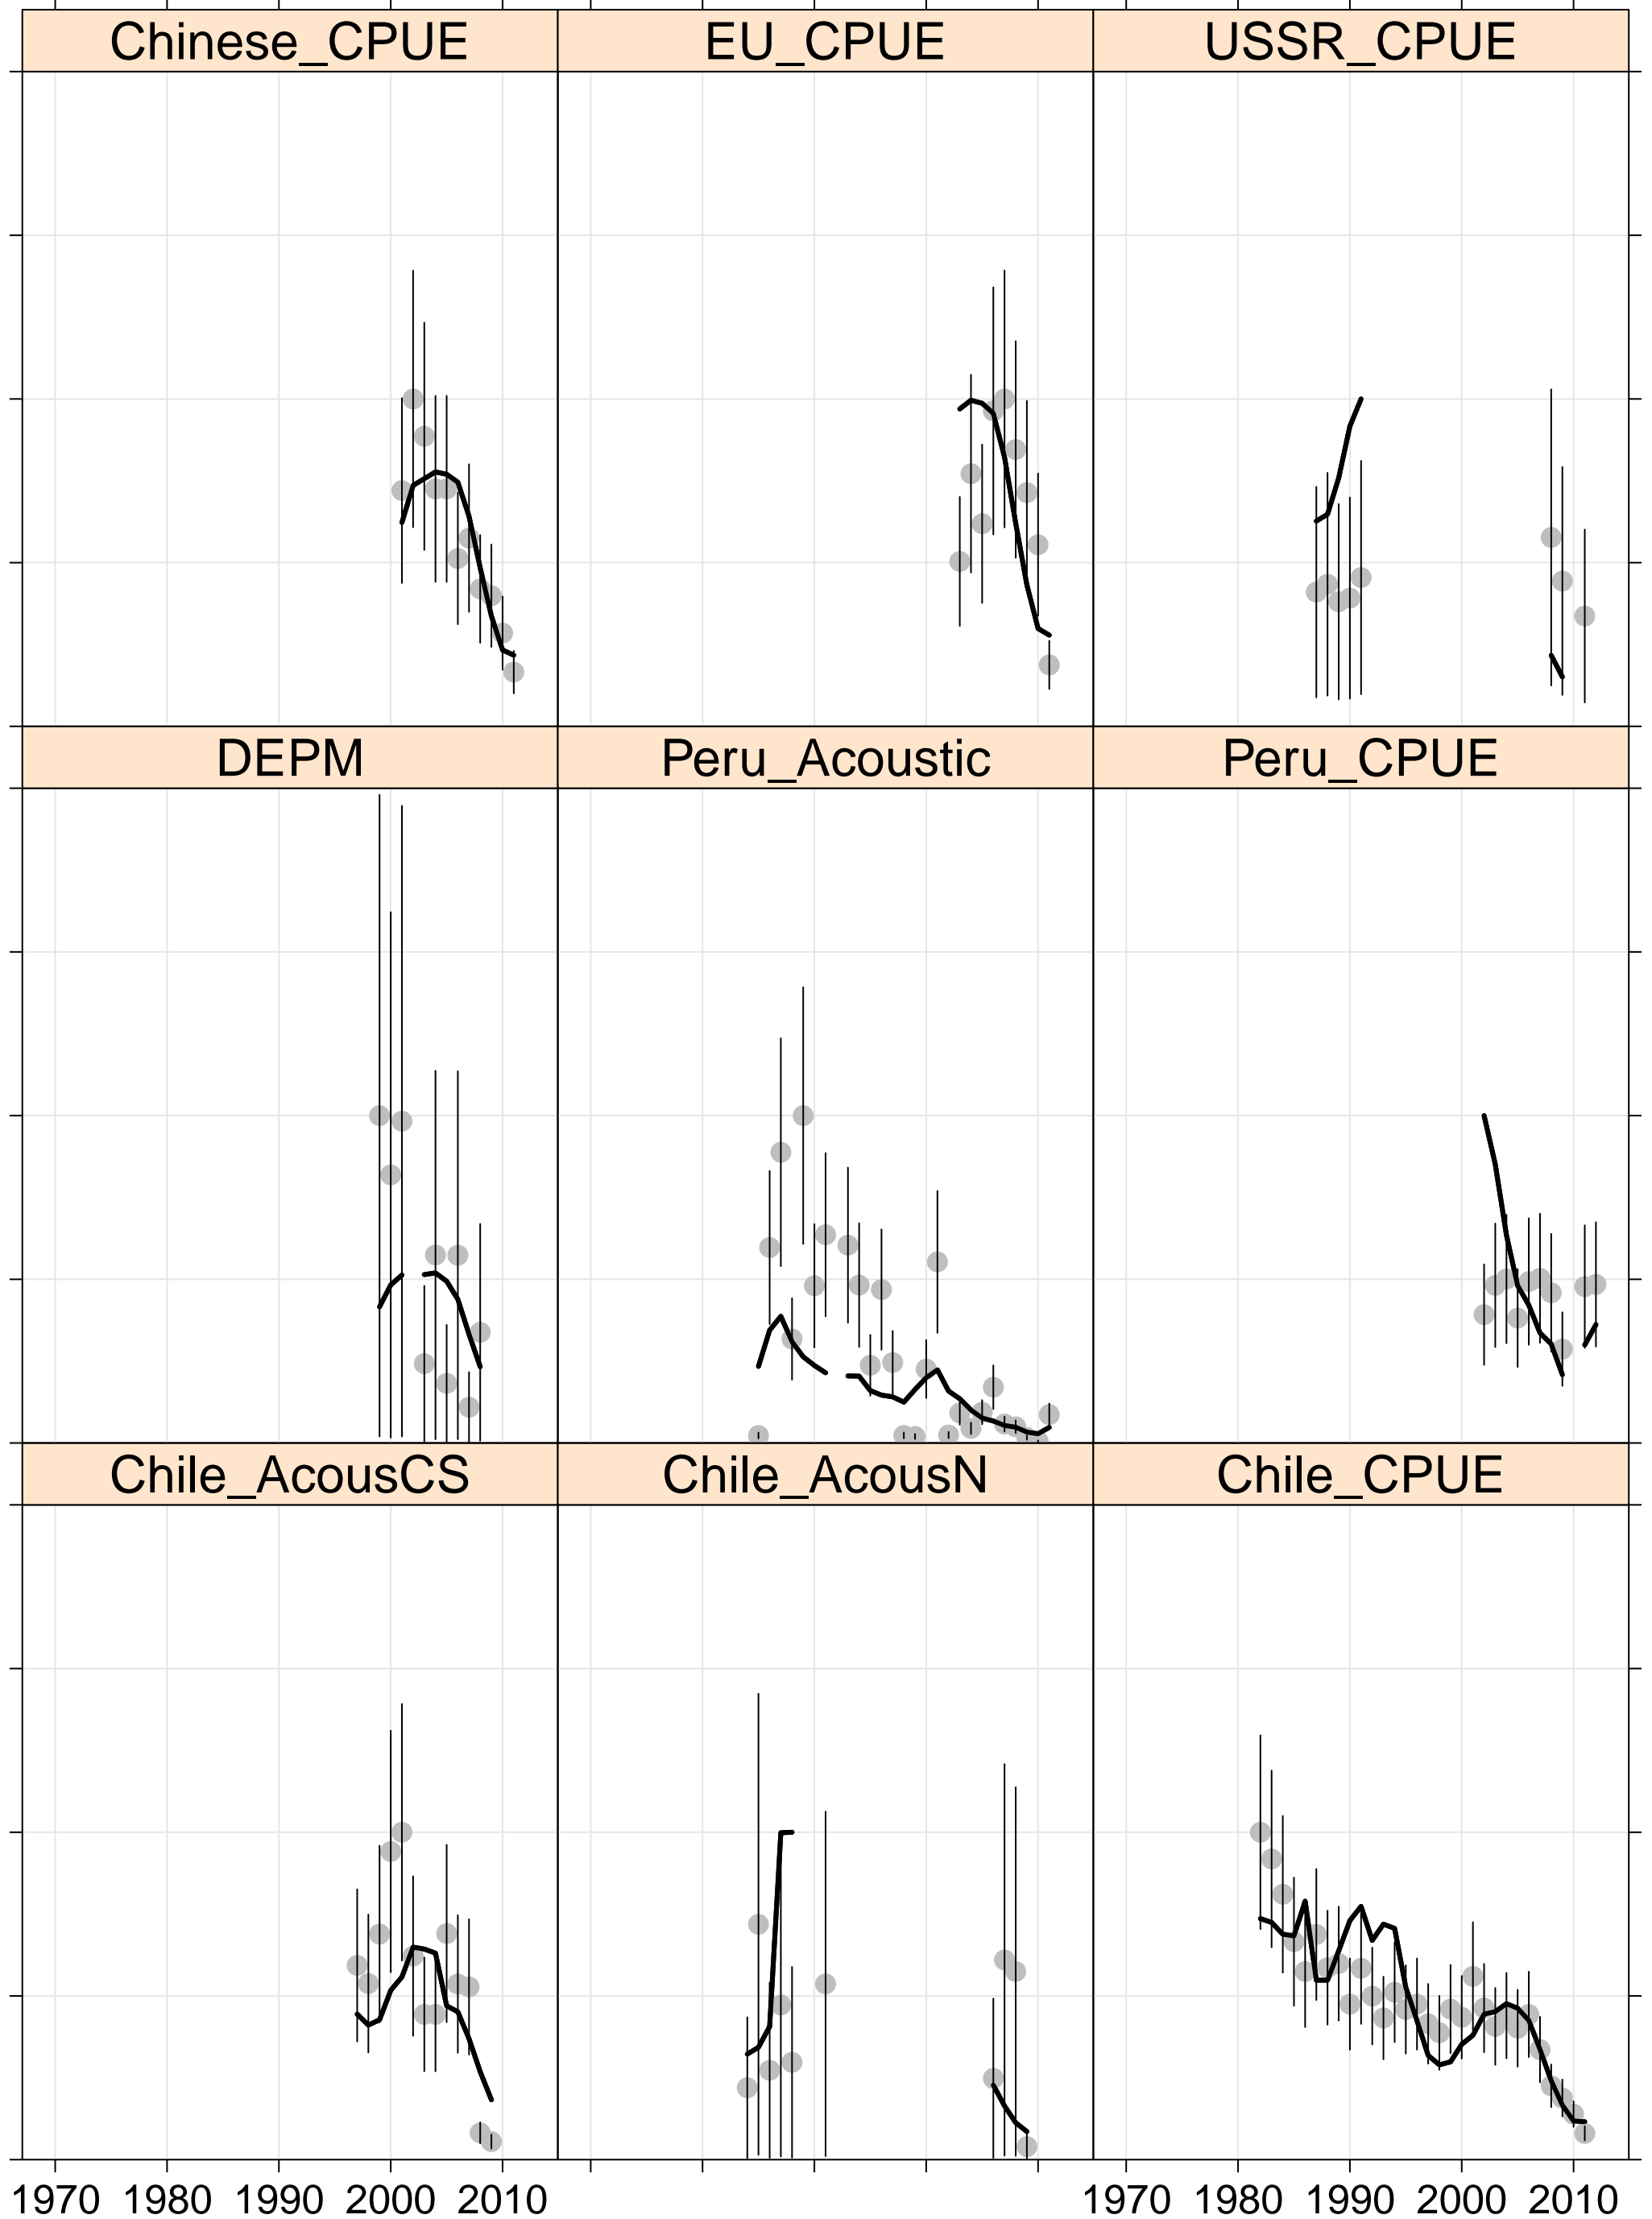 Chinese_CPUE EU_CPUE USSR_CPUE
DEPM Peru_Acoustic Peru_CPUE
Chile_AcousCS Chile_AcousN Chile_CPUE
1970 1980 1990 2000 2010 1970 1980 1990 2000 2010